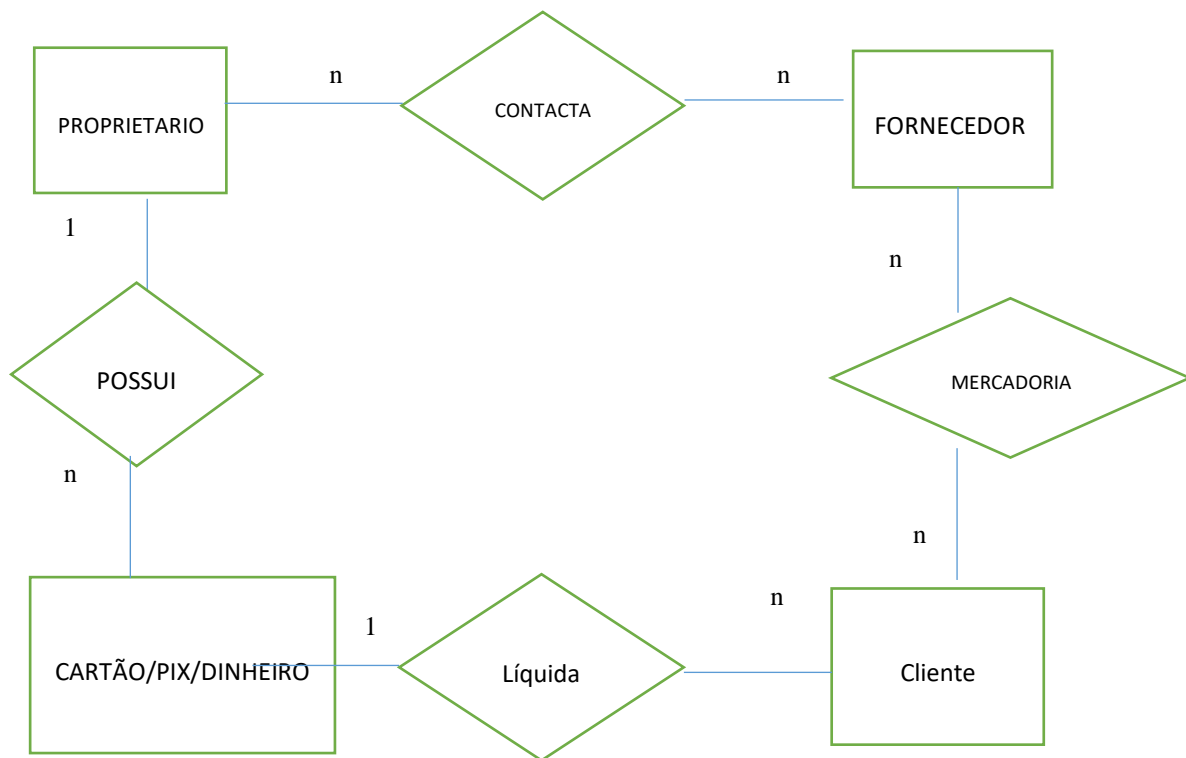 n
n
CONTACTA
PROPRIETARIO
FORNECEDOR
1
n
POSSUI
MERCADORIA
n
n
n
1
CARTÃO/PIX/DINHEIRO
Líquida
Cliente